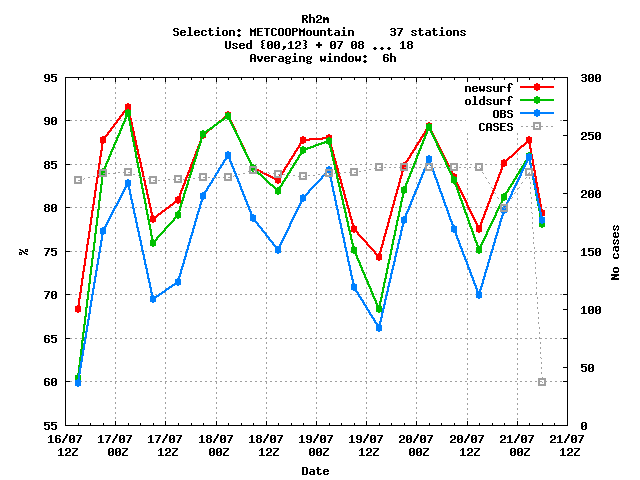 Rh2m
Selection: METCOOPMountain 37 stations
Used {00,12} + 07 08 ... 18
Averaging window: 6h
95 300
newsurf
oldsurf
OBS
CASES
90 250
85
80 200
75 150
70 100
65
60 50
55 0
%
No cases
16/07 17/07 17/07 18/07 18/07 19/07 19/07 20/07 20/07 21/07 21/07
12Z 00Z 12Z 00Z 12Z 00Z 12Z 00Z 12Z 00Z 12Z
Date